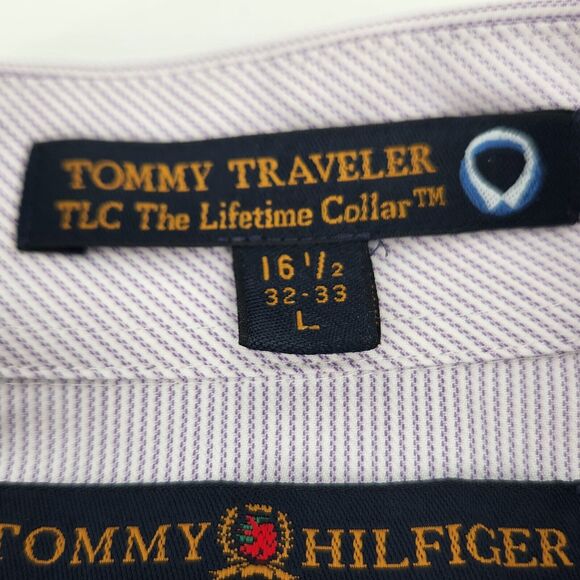 TOMMY TRAVELER
TLC The Lifetime Collar™
16 1/2
32-33
L
TOMMY HILFIGER